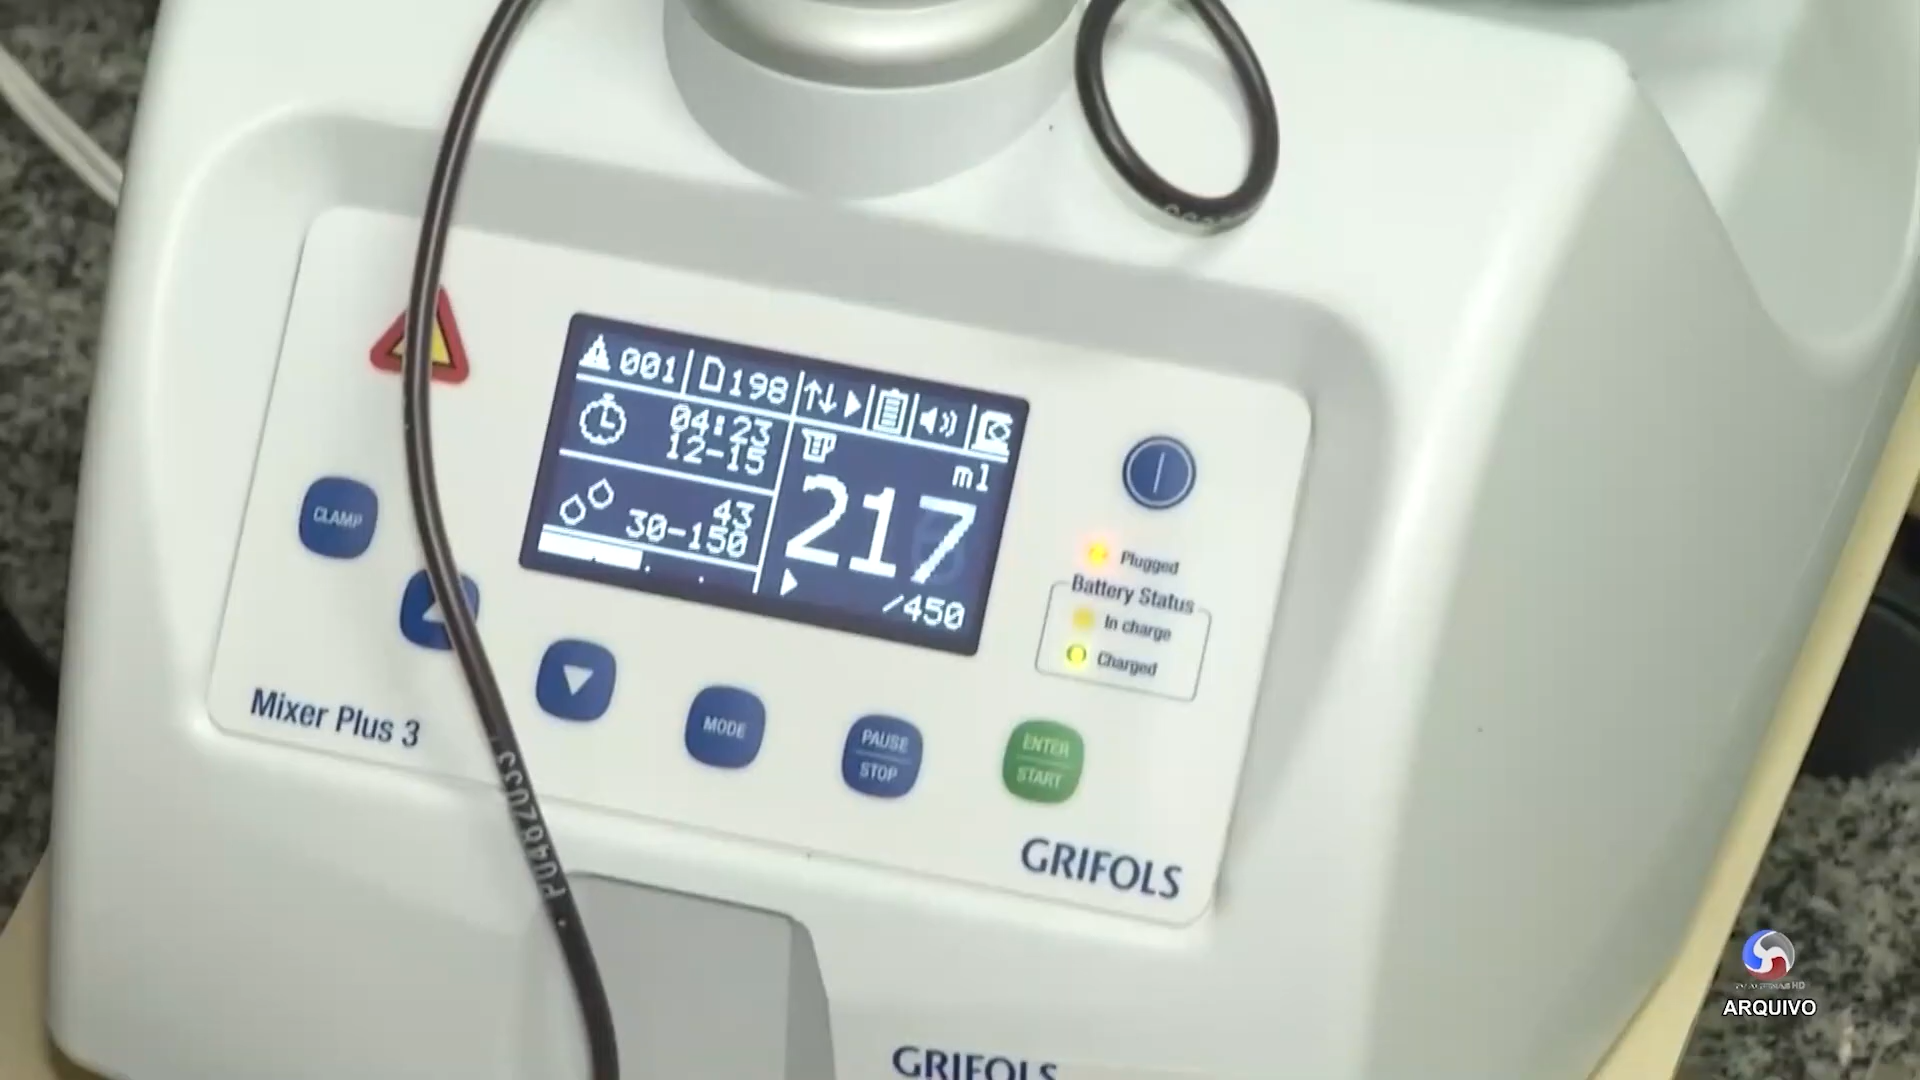 001 198
04:23
12-15
ml
217
43
30-150
/450
CLAMP
Plugged
Battery Status
In charge
Charged
Mixer Plus 3
MODE
PAUSE
STOP
ENTER
START
GRIFOLS
GRIFOLS
ARQUIVO